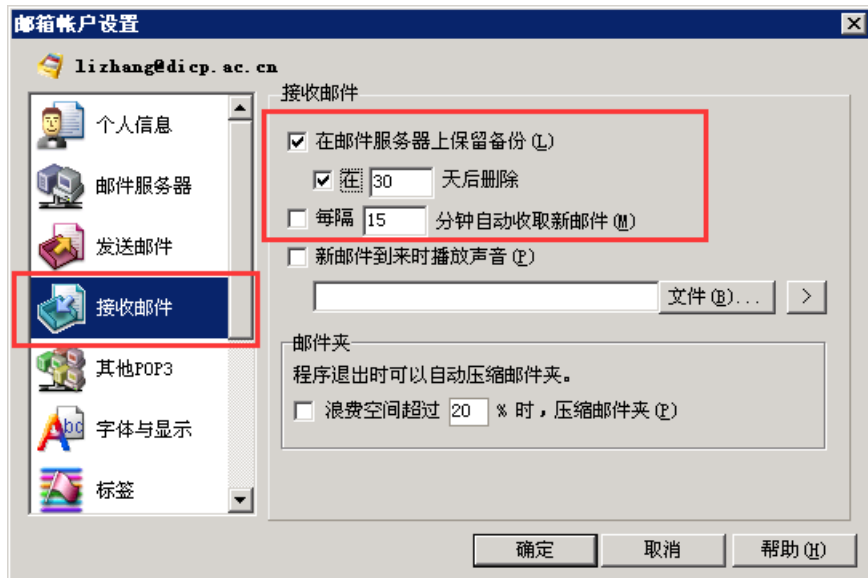 邮箱帐户设置
lizhang@dicp.ac.cn
个人信息
邮件服务器
发送邮件
接收邮件
其他POP3
Abc
字体与显示
标签
接收邮件
在邮件服务器上保留备份(L)
在 30 天后删除
每隔 15 分钟自动收取新邮件(M)
新邮件到来时播放声音(P)
文件(B)... >
邮件夹
程序退出时可以自动压缩邮件夹。
浪费空间超过 20 % 时，压缩邮件夹(P)
确定 取消 帮助(H)